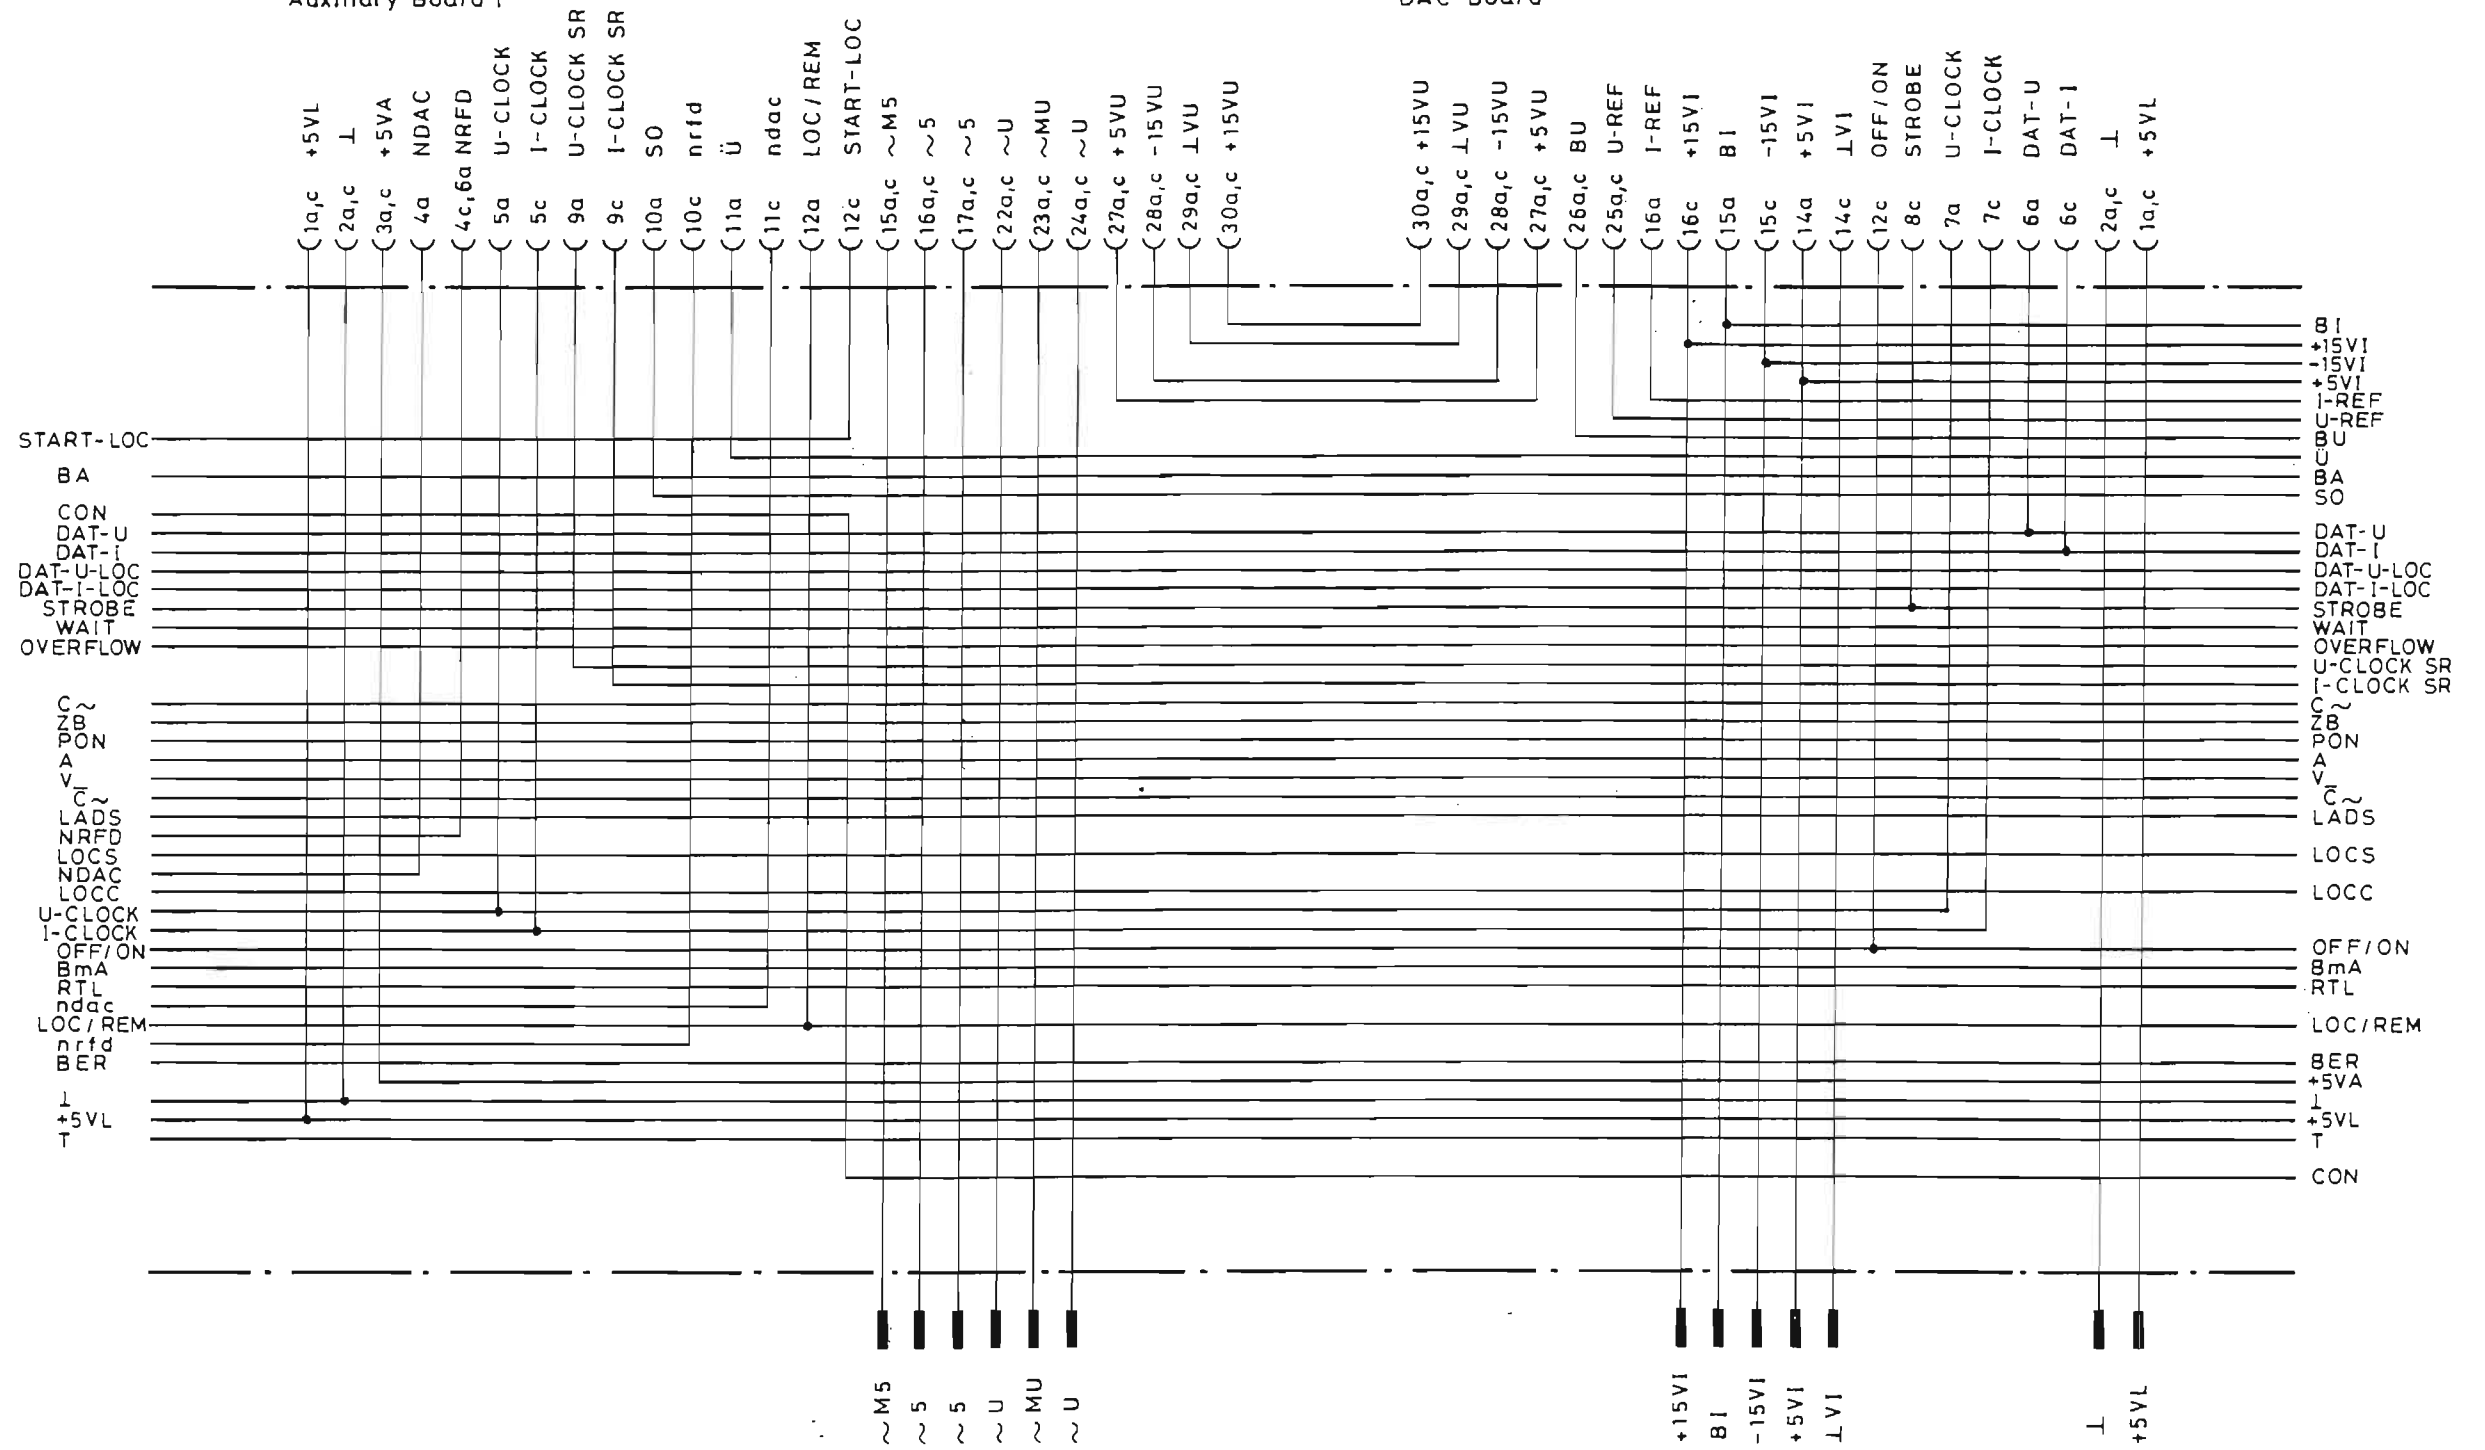 +5VL
⊥
+5VA
NDAC
NRFD
U-CLOCK
I-CLOCK
U-CLOCK SR
I-CLOCK SR
SO
nrfd
Ü
ndac
LOC/REM
START-LOC
~M5
~5
~5
~U
~MU
~U
+5VU
-15VU
⊥VU
+15VU
+15VU
⊥VU
-15VU
+5VU
BU
U-REF
I-REF
+15VI
BI
-15VI
+5VI
⊥VI
OFF/ON
STROBE
U-CLOCK
I-CLOCK
DAT-U
DAT-I
⊥
+5VL
1a,c
2a,c
3a,c
4a
4c,6a
5a
5c
9a
9c
10a
10c
11a
11c
12a
12c
15a,c
16a,c
17a,c
22a,c
23a,c
24a,c
27a,c
28a,c
29a,c
30a,c
30a,c
29a,c
28a,c
27a,c
26a,c
25a,c
16a
16c
15a
15c
14a
14c
12c
8c
7a
7c
6a
6c
2a,c
1a,c
START-LOC
BA
CON
DAT-U
DAT-I
DAT-U-LOC
DAT-I-LOC
STROBE
WAIT
OVERFLOW
C~
ZB
PON
A
V
C̅~
LADS
NRFD
LOCS
NDAC
LOCC
U-CLOCK
I-CLOCK
OFF/ON
BmA
RTL
ndac
LOC/REM
nrfd
BER
⊥
+5VL
T
BI
+15VI
-15VI
+5VI
I-REF
U-REF
BU
Ü
BA
SO
DAT-U
DAT-I
DAT-U-LOC
DAT-I-LOC
STROBE
WAIT
OVERFLOW
U-CLOCK SR
I-CLOCK SR
C~
ZB
PON
A
V
C̅~
LADS
LOCS
LOCC
OFF/ON
BmA
RTL
LOC/REM
BER
+5VA
⊥
+5VL
T
CON
~M5
~5
~5
~U
~MU
~U
+15VI
BI
-15VI
+5VI
⊥VI
⊥
+5VL